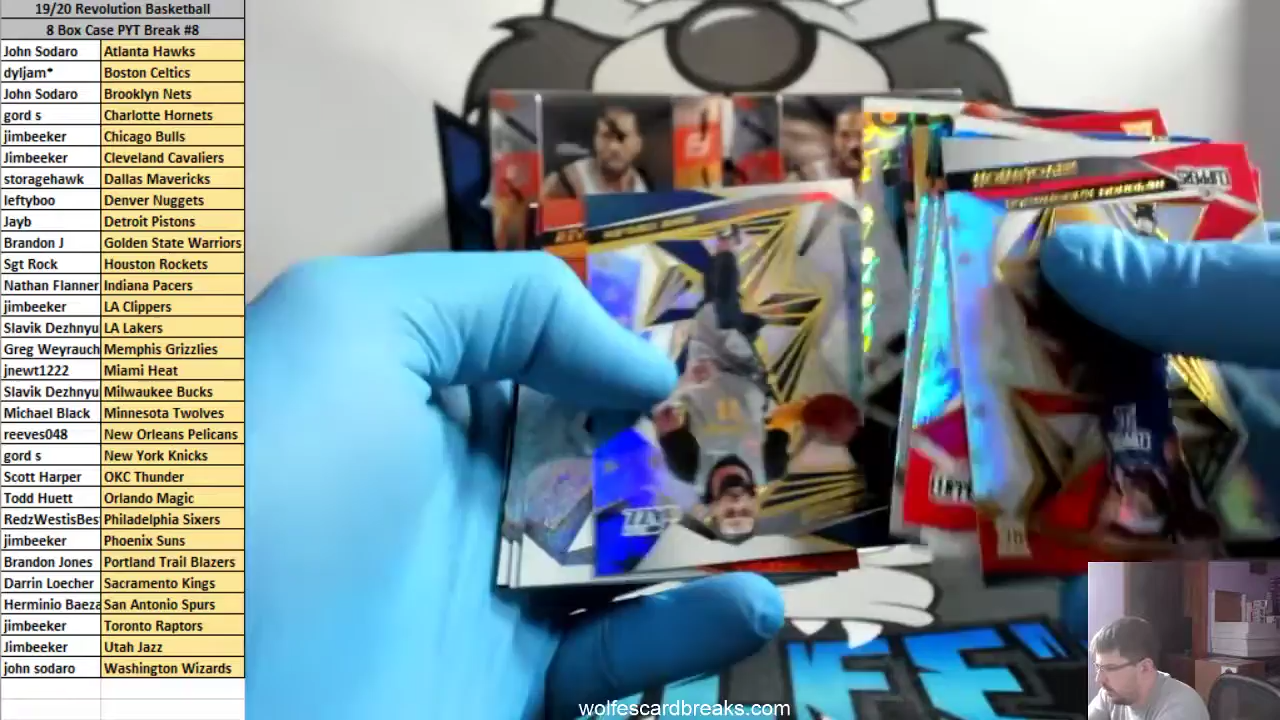 19/20 Revolution Basketball
8 Box Case PYT Break #8
John Sodaro Atlanta Hawks
dyljam* Boston Celtics
John Sodaro Brooklyn Nets
gord s Charlotte Hornets
jimbeeker Chicago Bulls
Jimbeeker Cleveland Cavaliers
storagehawk Dallas Mavericks
leftyboo Denver Nuggets
Jayb Detroit Pistons
Brandon J Golden State Warriors
Sgt Rock Houston Rockets
Nathan Flanner Indiana Pacers
jimbeeker LA Clippers
Slavik Dezhnyu LA Lakers
Greg Weyrauch Memphis Grizzlies
jnewt1222 Miami Heat
Slavik Dezhnyu Milwaukee Bucks
Michael Black Minnesota Twolves
reeves048 New Orleans Pelicans
gord s New York Knicks
Scott Harper OKC Thunder
Todd Huett Orlando Magic
RedzWestisBes Philadelphia Sixers
jimbeeker Phoenix Suns
Brandon Jones Portland Trail Blazers
Darrin Loecher Sacramento Kings
Herminio Baeza San Antonio Spurs
jimbeeker Toronto Raptors
Jimbeeker Utah Jazz
john sodaro Washington Wizards
wolfescardbreaks.com